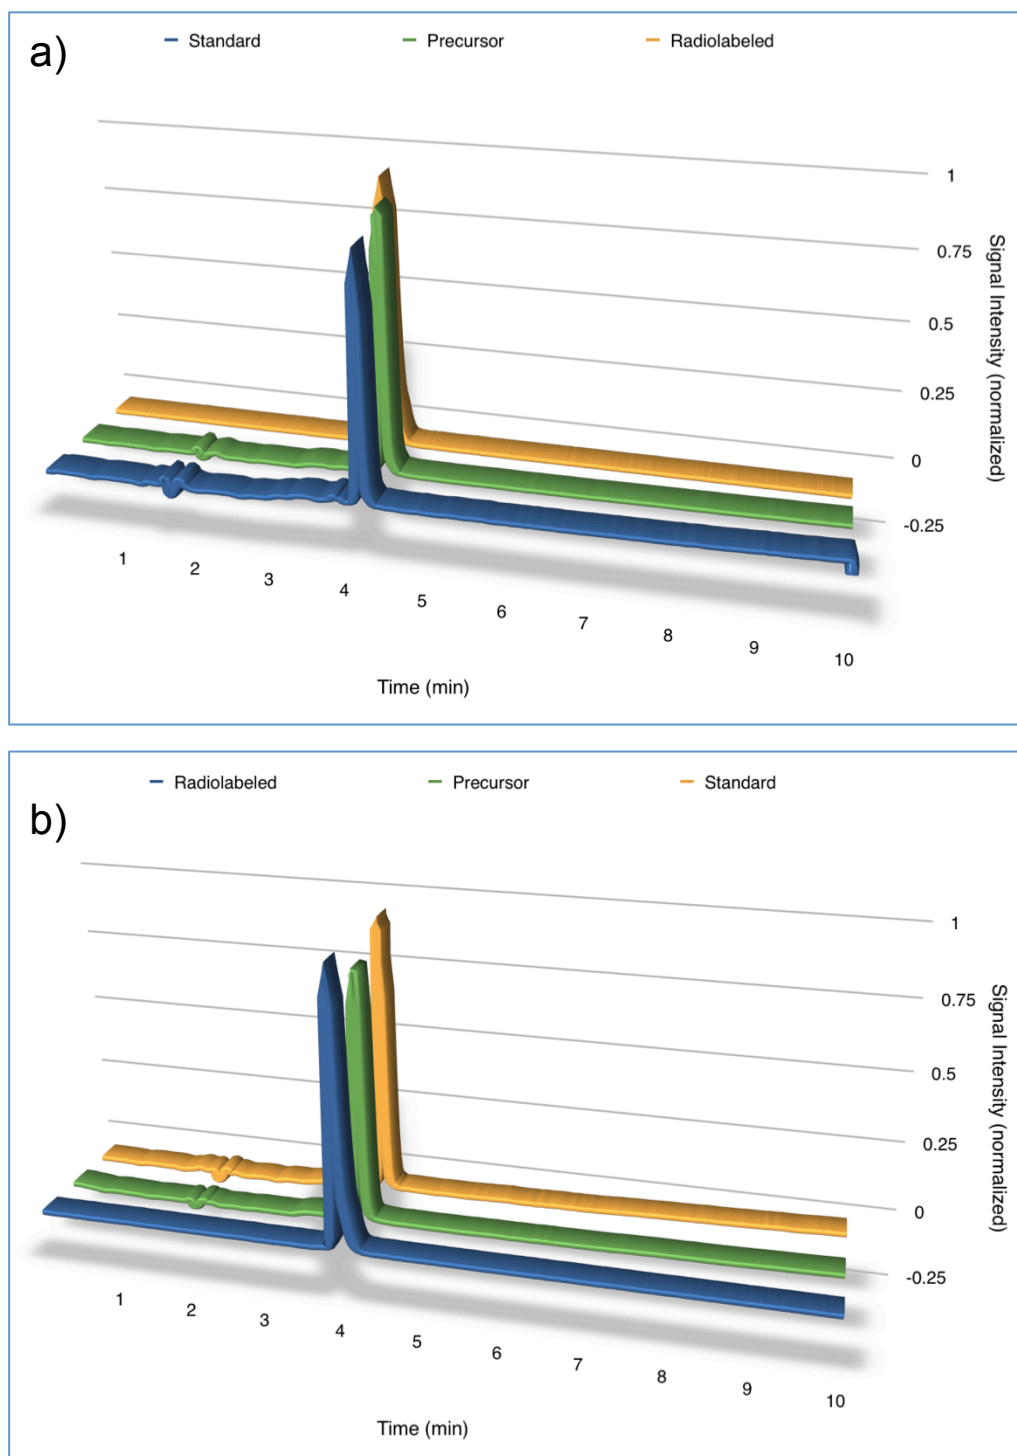 a)
Standard Precursor Radiolabeled
1
0.75
0.5
0.25
0
-0.25
Signal Intensity (normalized)
1 2 3 4 5 6 7 8 9 10
Time (min)
b)
Radiolabeled Precursor Standard
1
0.75
0.5
0.25
0
-0.25
Signal Intensity (normalized)
1 2 3 4 5 6 7 8 9 10
Time (min)